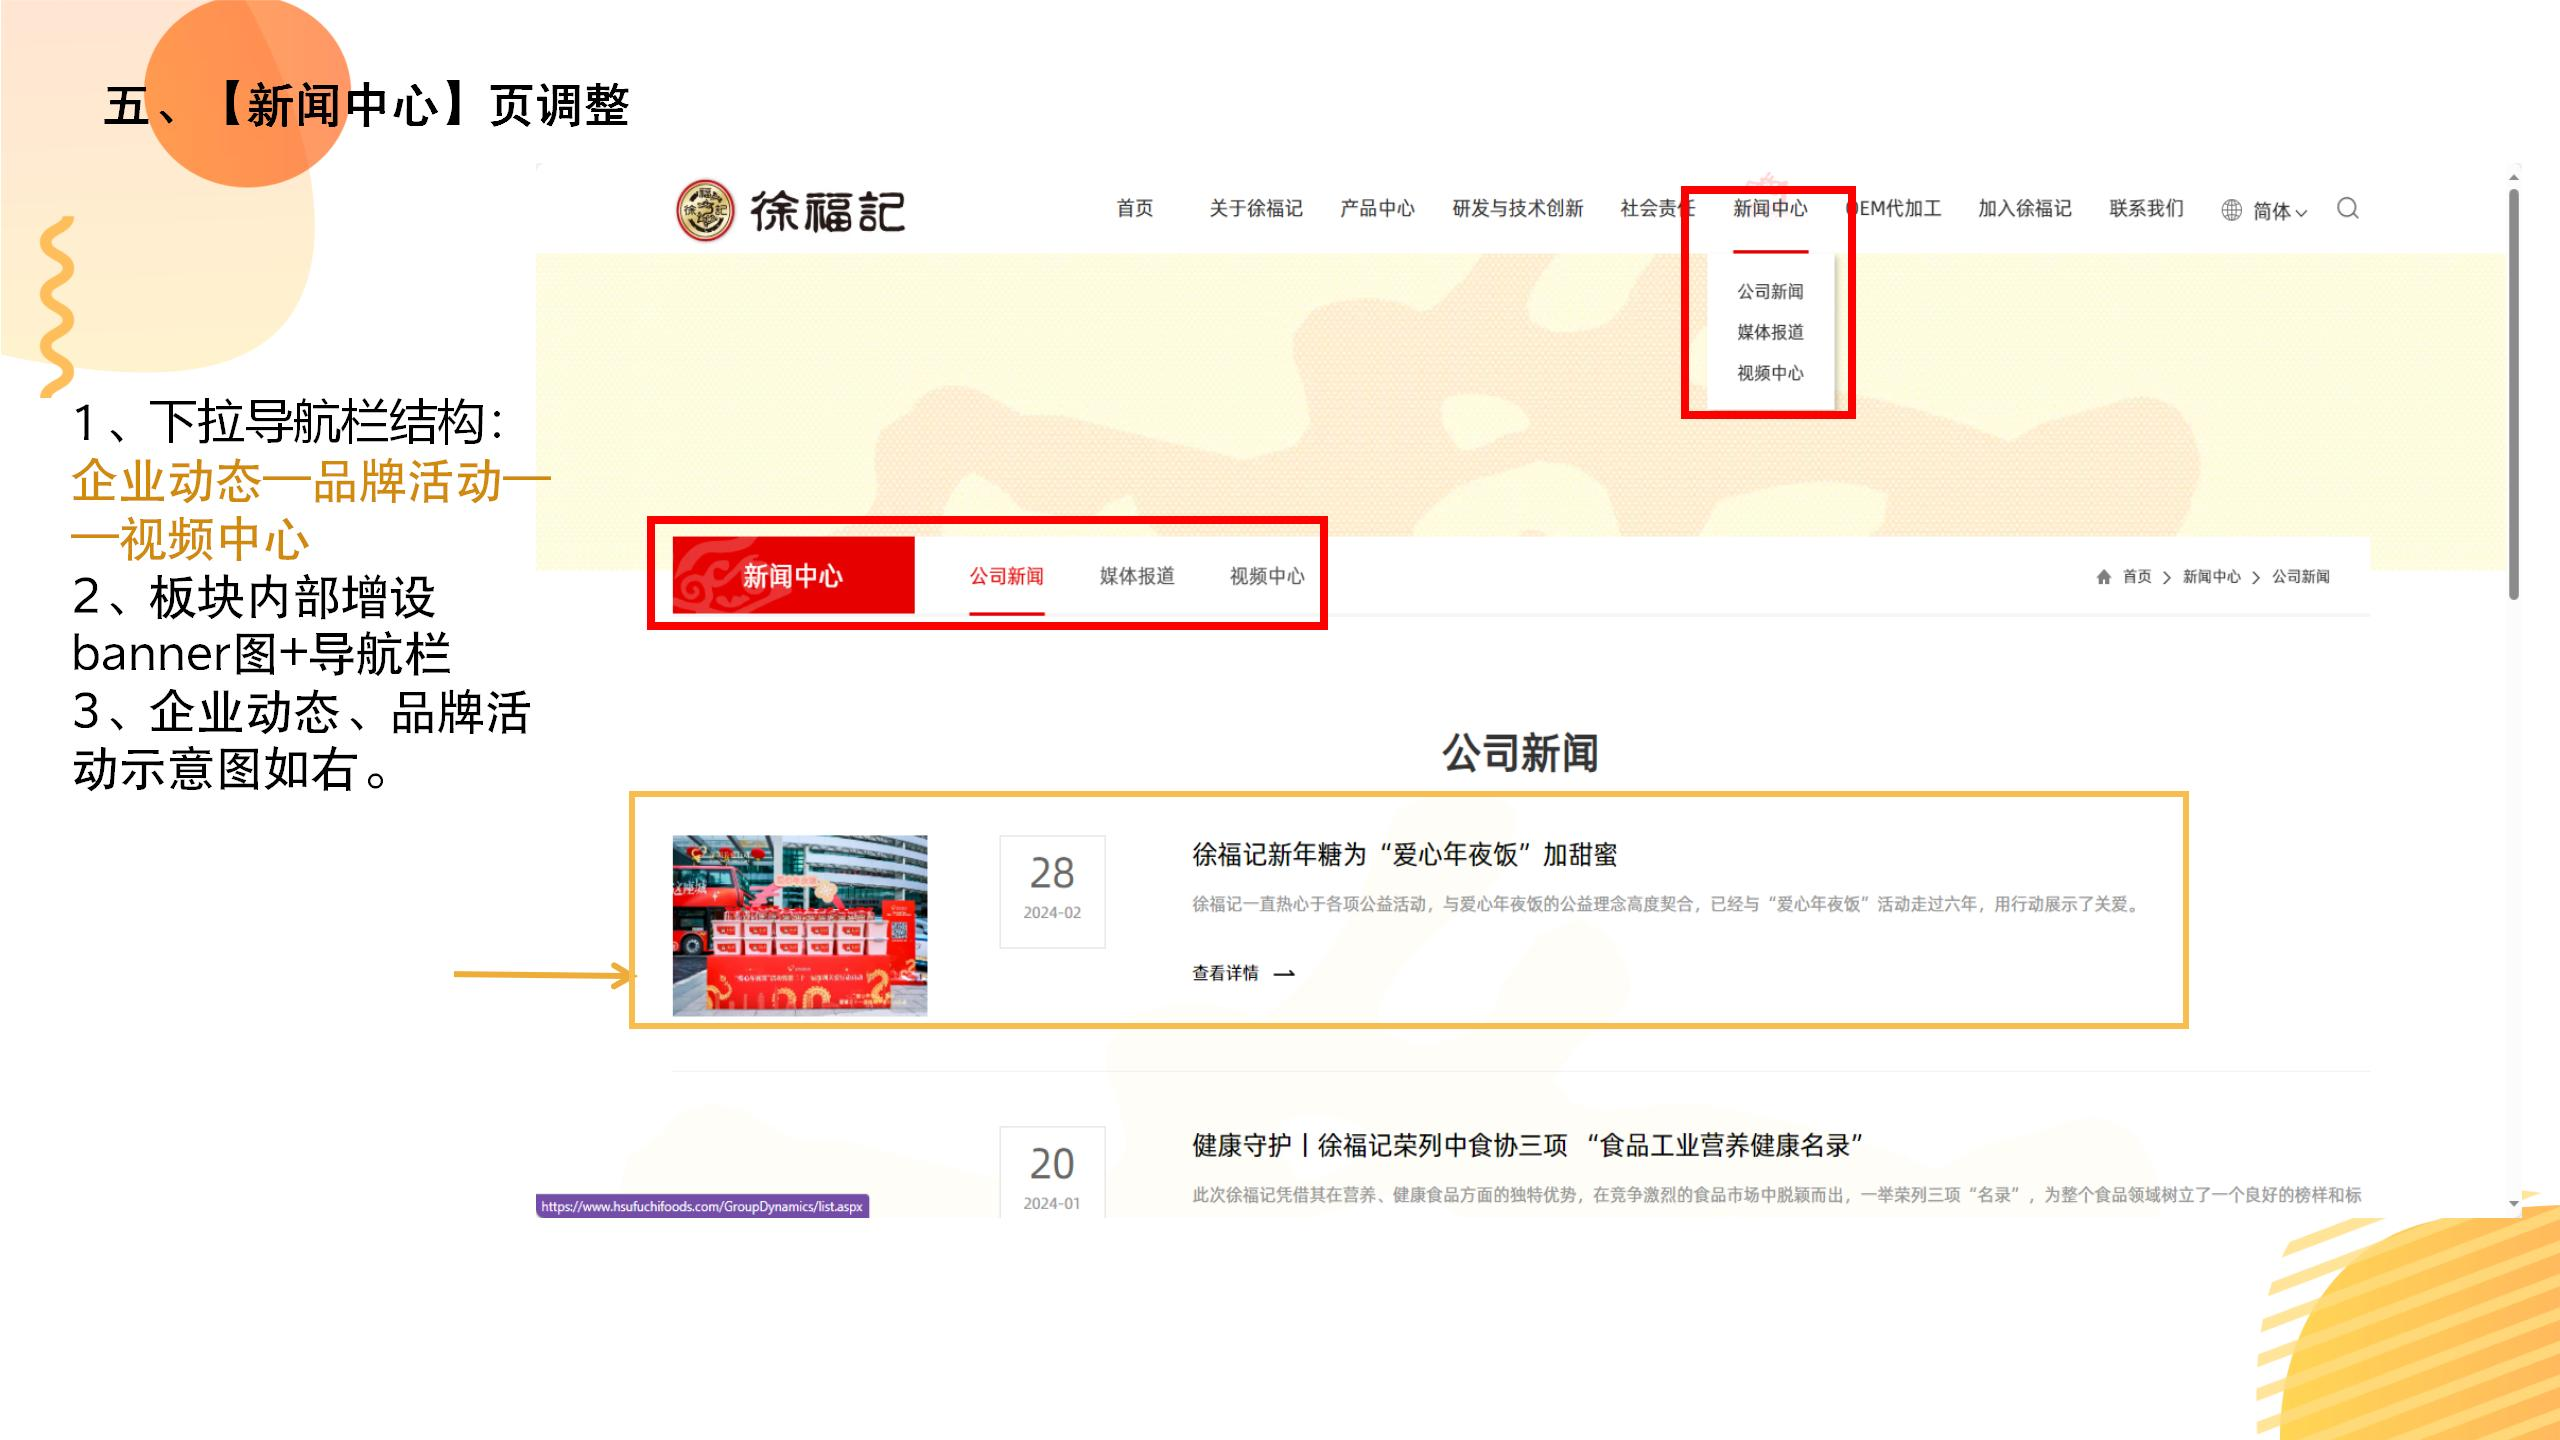 五、【新闻中心】页调整
徐福記
首页 关于徐福记 产品中心 研发与技术创新 社会责任 新闻中心 OEM代加工 加入徐福记 联系我们 简体
公司新闻
媒体报道
视频中心
1、下拉导航栏结构：
企业动态—品牌活动—
—视频中心
2、板块内部增设
banner图+导航栏
3、企业动态、品牌活
动示意图如右。
新闻中心 公司新闻 媒体报道 视频中心
首页 > 新闻中心 > 公司新闻
公司新闻
28
2024-02
徐福记新年糖为“爱心年夜饭”加甜蜜
徐福记一直热心于各项公益活动，与爱心年夜饭的公益理念高度契合，已经与“爱心年夜饭”活动走过六年，用行动展示了关爱。
查看详情
20
2024-01
健康守护丨徐福记荣列中食协三项 “食品工业营养健康名录”
此次徐福记凭借其在营养、健康食品方面的独特优势，在竞争激烈的食品市场中脱颖而出，一举荣列三项“名录”，为整个食品领域树立了一个良好的榜样和标
https://www.hsufuchifoods.com/GroupDynamics/list.aspx